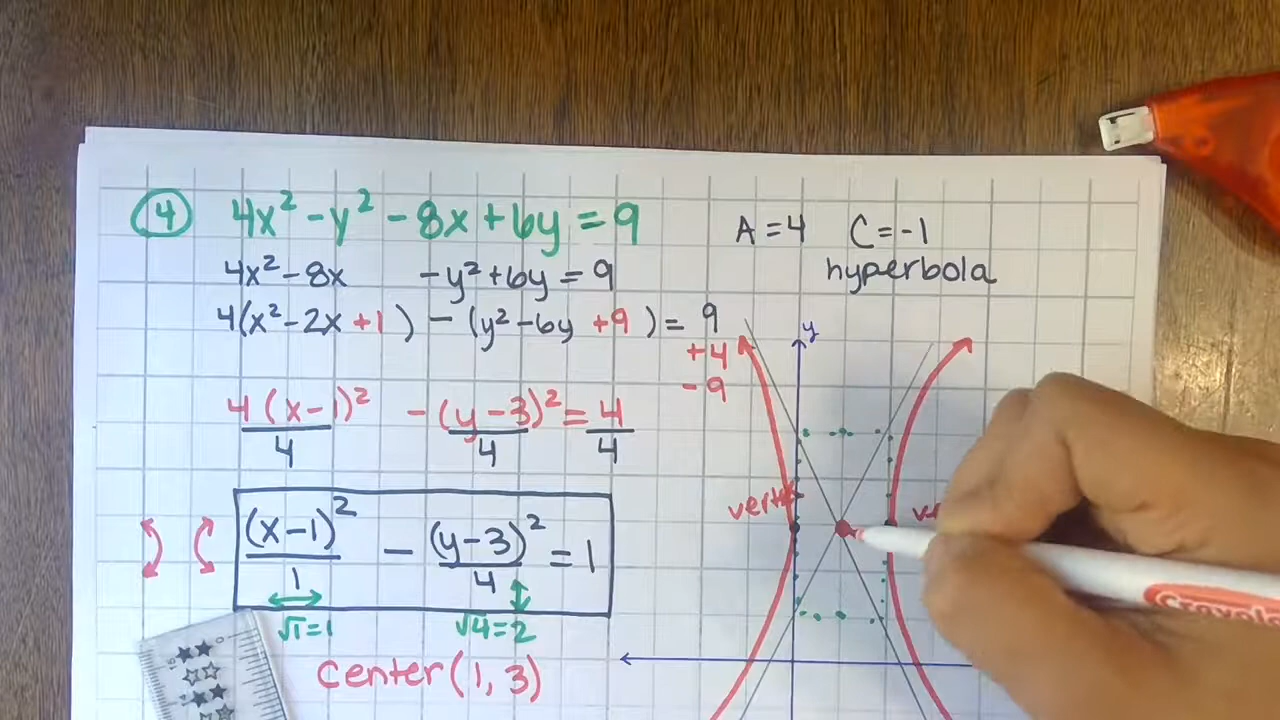 ④ 4x² - y² - 8x + 6y = 9
A = 4 C = -1
hyperbola
4x² - 8x - y² + 6y = 9
4(x² - 2x + 1) - (y² - 6y + 9) = 9
+4
-9
y
4(x-1)²/4 - (y-3)²/4 = 4/4
(x-1)²/1 - (y-3)²/4 = 1
√1=1 √4=2
center (1, 3)
Crayola